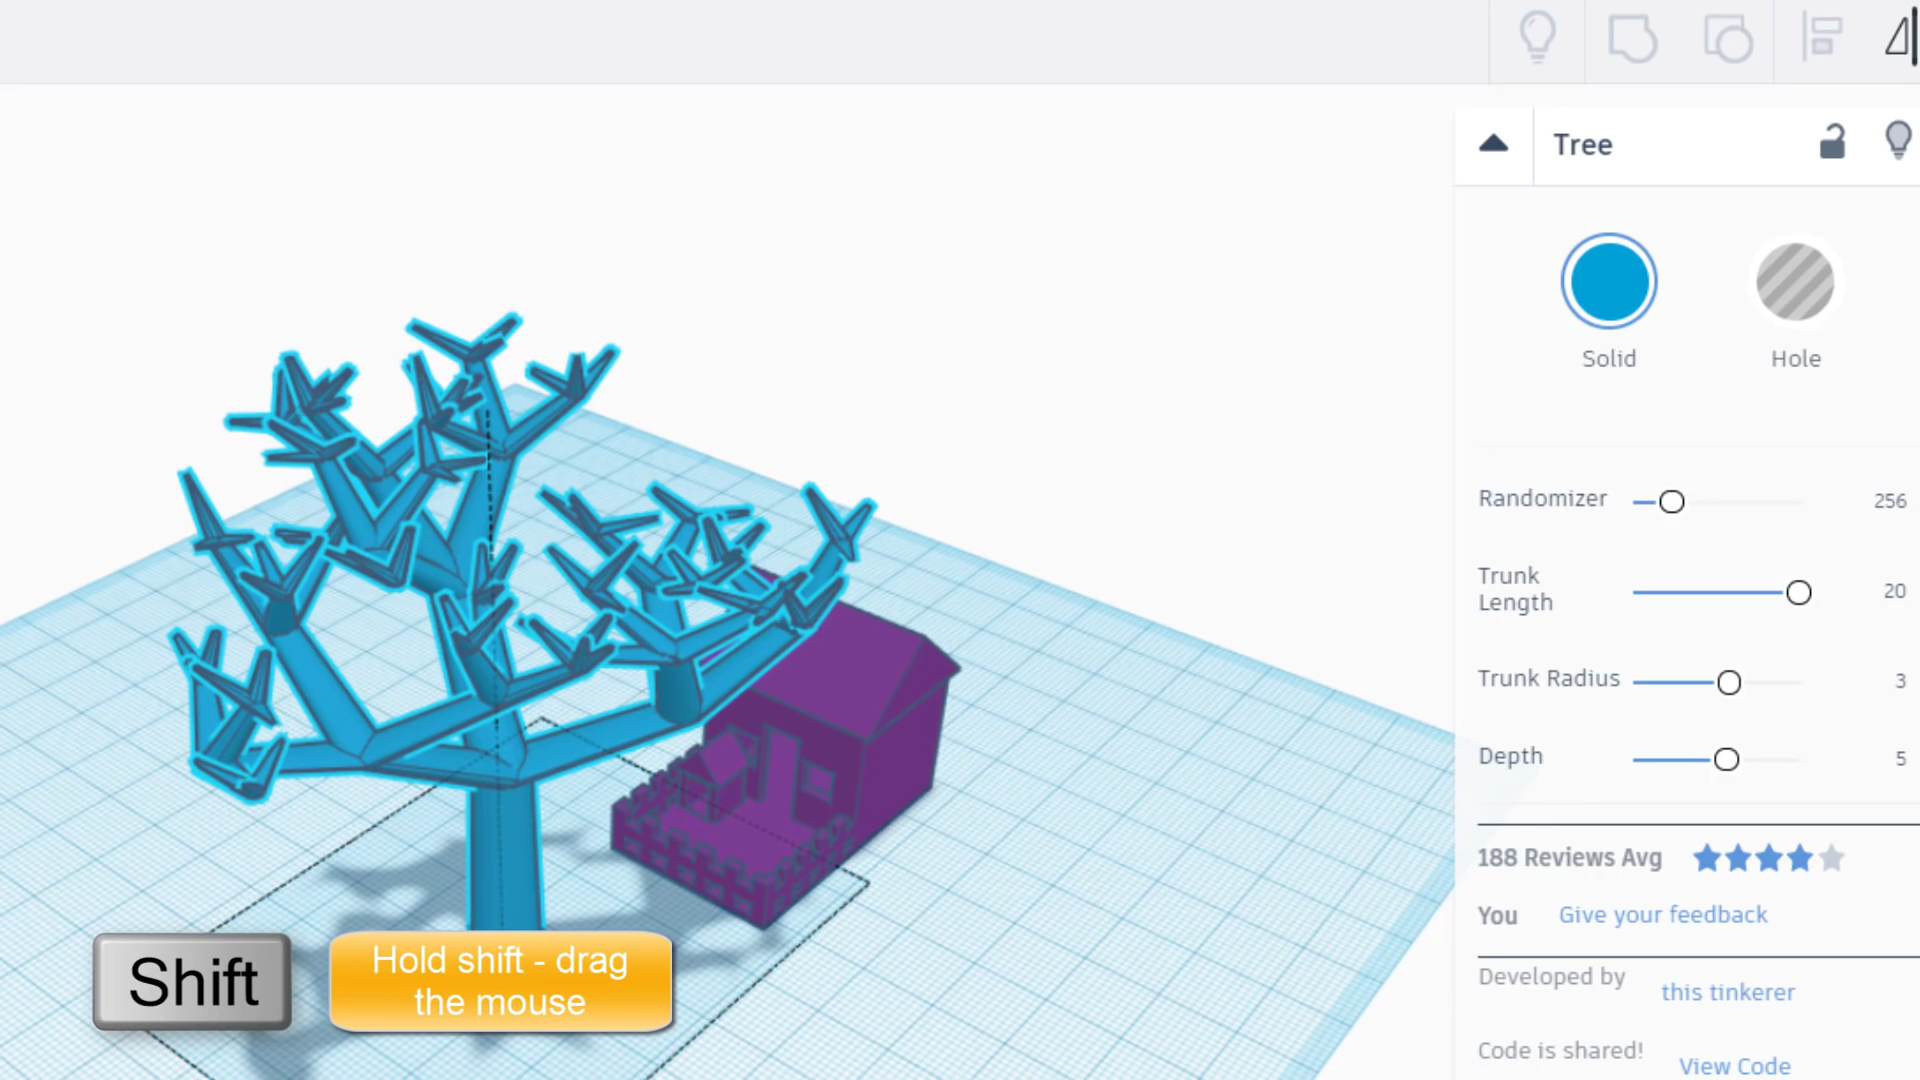 Tree
Solid
Hole
Randomizer 256
Trunk
Length 20
Trunk Radius 3
Depth 5
188 Reviews Avg
You Give your feedback
Developed by this tinkerer
Code is shared! View Code
Shift
Hold shift - drag
the mouse